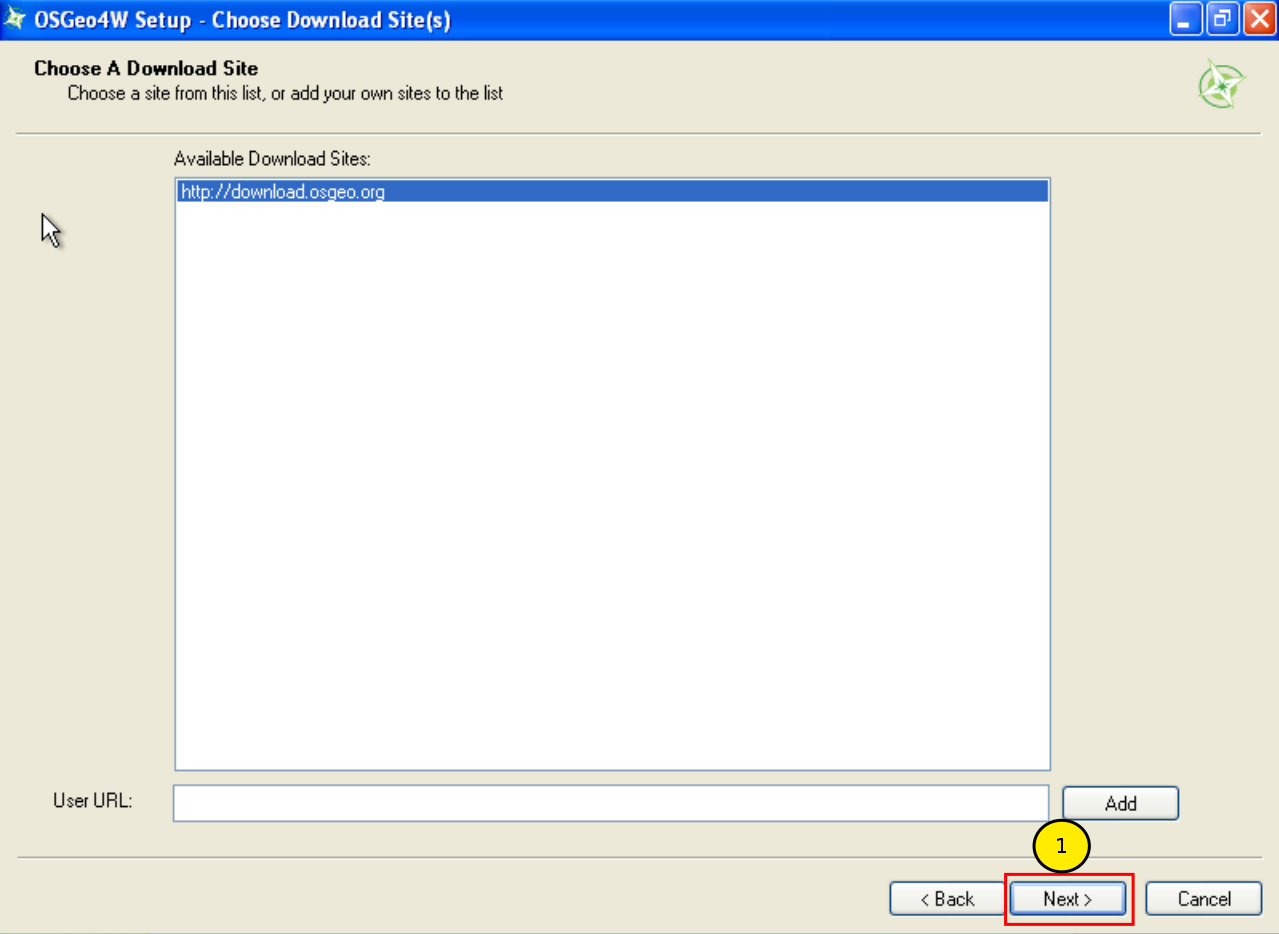 OSGeo4W Setup - Choose Download Site(s)
Choose A Download Site
Choose a site from this list, or add your own sites to the list
Available Download Sites:
http://download.osgeo.org
User URL:
Add
1
< Back
Next >
Cancel